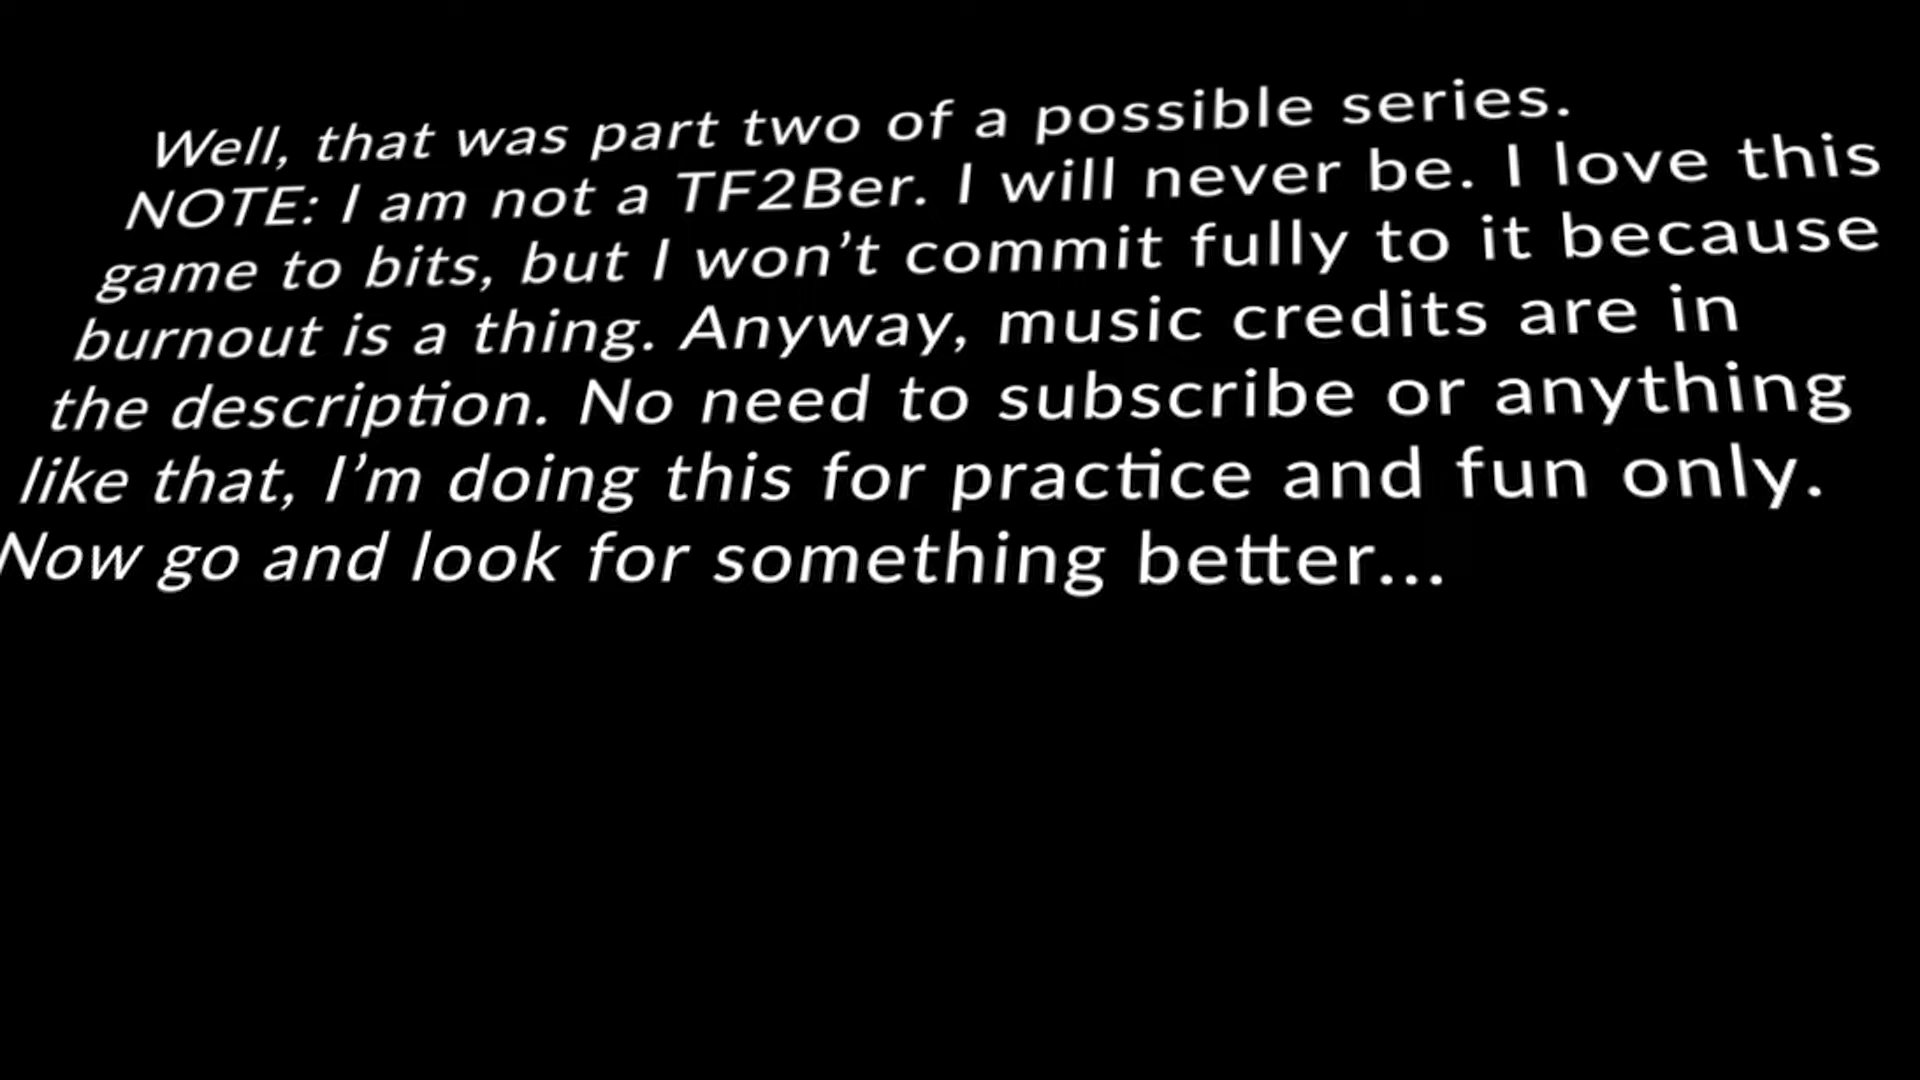 Well, that was part two of a possible series.
NOTE: I am not a TF2Ber. I will never be. I love this
game to bits, but I won’t commit fully to it because
burnout is a thing. Anyway, music credits are in
the description. No need to subscribe or anything
like that, I’m doing this for practice and fun only.
Now go and look for something better...